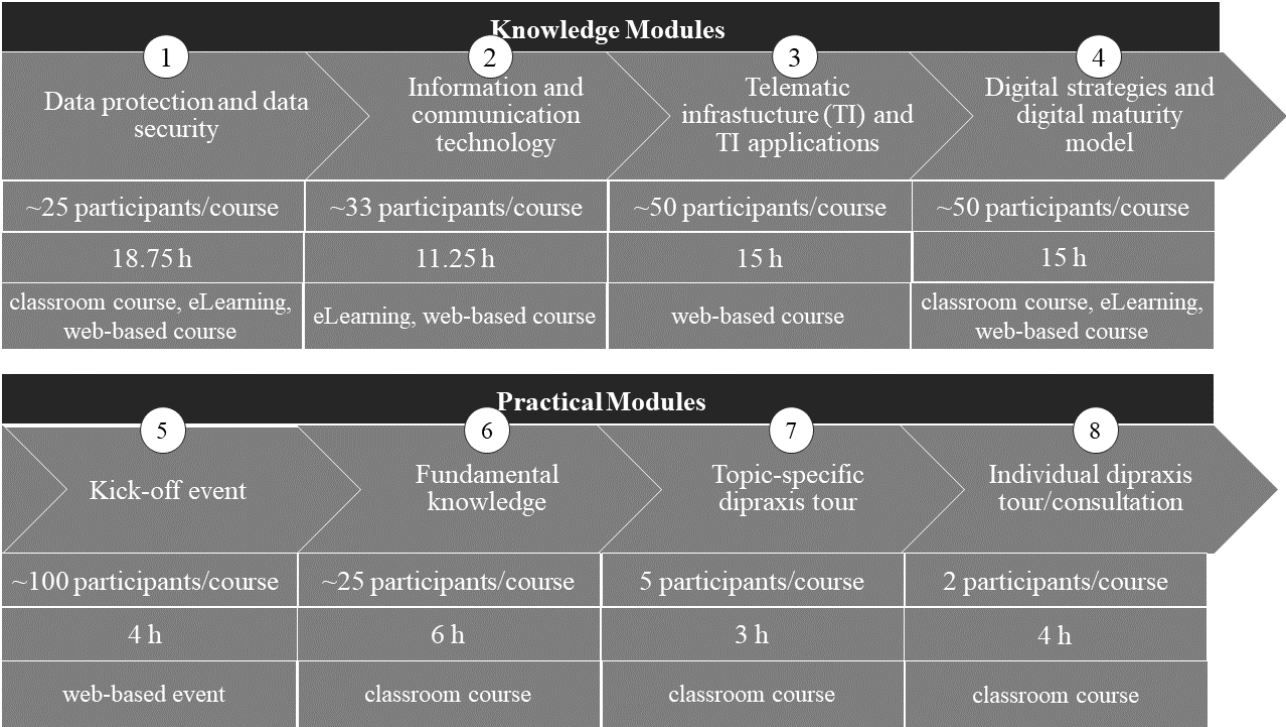 Knowledge Modules
1
2
3
4
Data protection and data
security
Information and
communication
technology
Telematic
infrastucture (TI) and
TI applications
Digital strategies and
digital maturity
model
~25 participants/course
~33 participants/course
~50 participants/course
~50 participants/course
18.75 h
11.25 h
15 h
15 h
classroom course, eLearning,
web-based course
eLearning, web-based course
web-based course
classroom course, eLearning,
web-based course
Practical Modules
5
6
7
8
Kick-off event
Fundamental
knowledge
Topic-specific
dipraxis tour
Individual dipraxis
tour/consultation
~100 participants/course
~25 participants/course
5 participants/course
2 participants/course
4 h
6 h
3 h
4 h
web-based event
classroom course
classroom course
classroom course